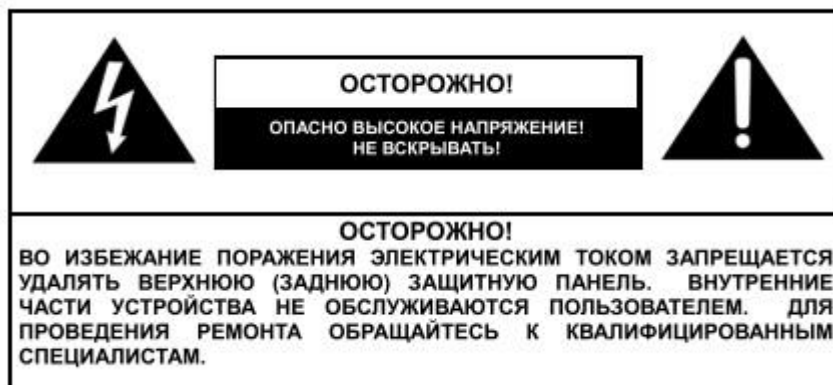 ОСТОРОЖНО!
ОПАСНО ВЫСОКОЕ НАПРЯЖЕНИЕ!
НЕ ВСКРЫВАТЬ!
ОСТОРОЖНО!
ВО ИЗБЕЖАНИЕ ПОРАЖЕНИЯ ЭЛЕКТРИЧЕСКИМ ТОКОМ ЗАПРЕЩАЕТСЯ
УДАЛЯТЬ ВЕРХНЮЮ (ЗАДНЮЮ) ЗАЩИТНУЮ ПАНЕЛЬ. ВНУТРЕННИЕ
ЧАСТИ УСТРОЙСТВА НЕ ОБСЛУЖИВАЮТСЯ ПОЛЬЗОВАТЕЛЕМ. ДЛЯ
ПРОВЕДЕНИЯ РЕМОНТА ОБРАЩАЙТЕСЬ К КВАЛИФИЦИРОВАННЫМ
СПЕЦИАЛИСТАМ.